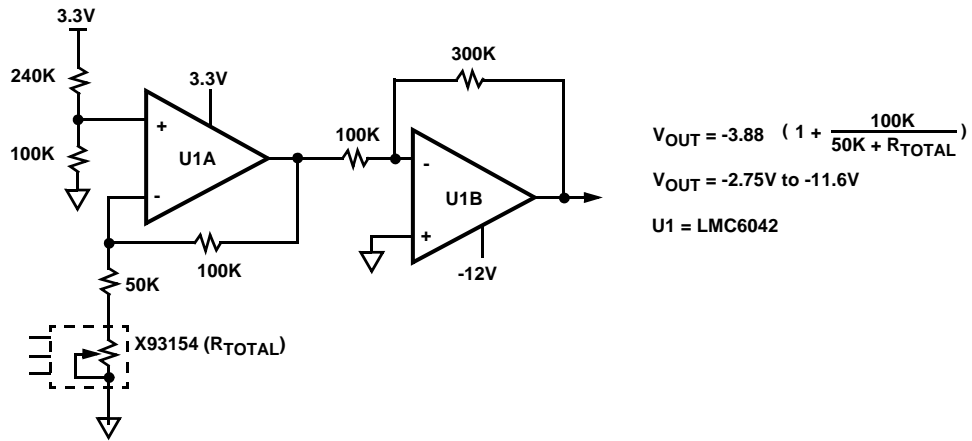 3.3V
240K
100K
+
-
U1A
3.3V
100K
50K
X93154 (RTOTAL)
100K
300K
-
+
U1B
-12V
VOUT = -3.88 ( 1 + 100K / 50K + RTOTAL )
VOUT = -2.75V to -11.6V
U1 = LMC6042